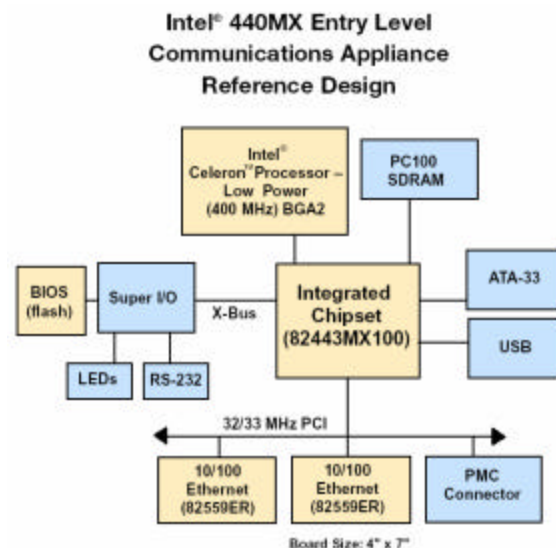 Intel® 440MX Entry Level
Communications Appliance
Reference Design
Intel®
Celeron™ Processor –
Low Power
(400 MHz) BGA2
PC100
SDRAM
BIOS
(flash)
Super I/O
X-Bus
Integrated
Chipset
(82443MX100)
ATA-33
USB
LEDs
RS-232
32/33 MHz PCI
10/100
Ethernet
(82559ER)
10/100
Ethernet
(82559ER)
PMC
Connector
Board Size: 4" x 7"